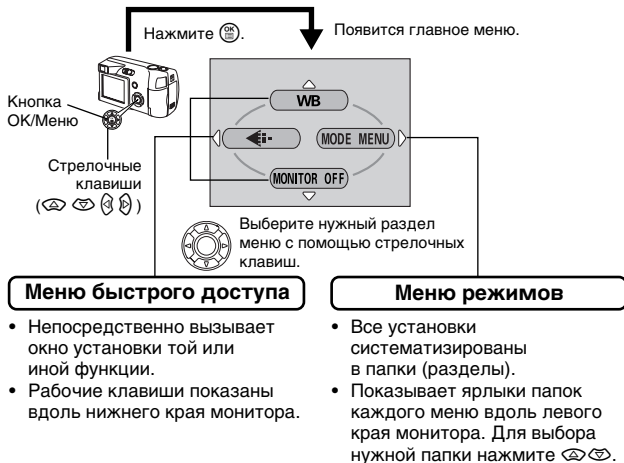 Нажмите OK.
Появится главное меню.
Кнопка
OK/Меню
Стрелочные
клавиши
( )
WB
MODE MENU
MONITOR OFF
Выберите нужный раздел
меню с помощью стрелочных
клавиш.
Меню быстрого доступа
• Непосредственно вызывает
окно установки той или
иной функции.
• Рабочие клавиши показаны
вдоль нижнего края монитора.
Меню режимов
• Все установки
систематизированы
в папки (разделы).
• Показывает ярлыки папок
каждого меню вдоль левого
края монитора. Для выбора
нужной папки нажмите .